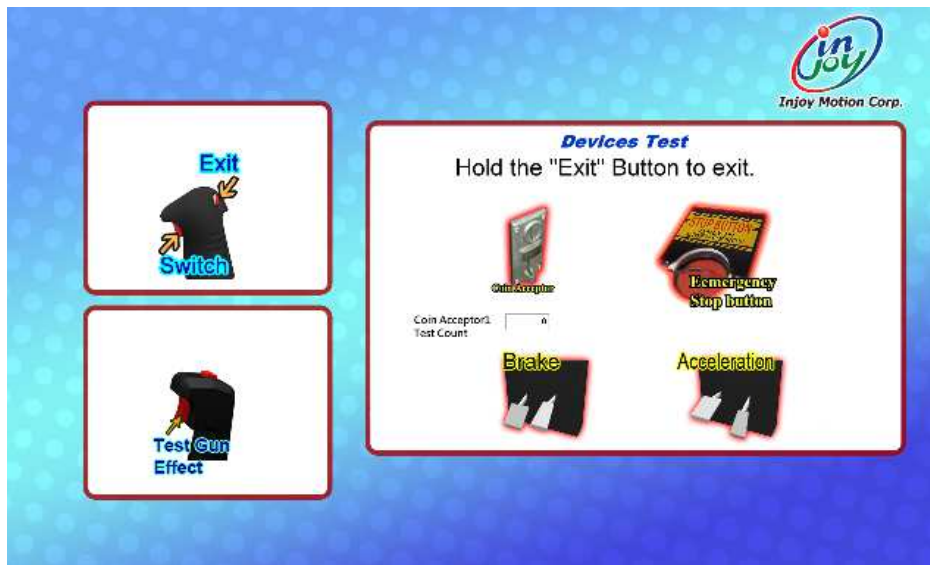 in
joy
Injoy Motion Corp.
Exit
Switch
Test Gun
Effect
Devices Test
Hold the "Exit" Button to exit.
Coin Acceptor
STOP BUTTON
Eemergency
Stop button
Coin Acceptor1
Test Count
0
Brake
Acceleration